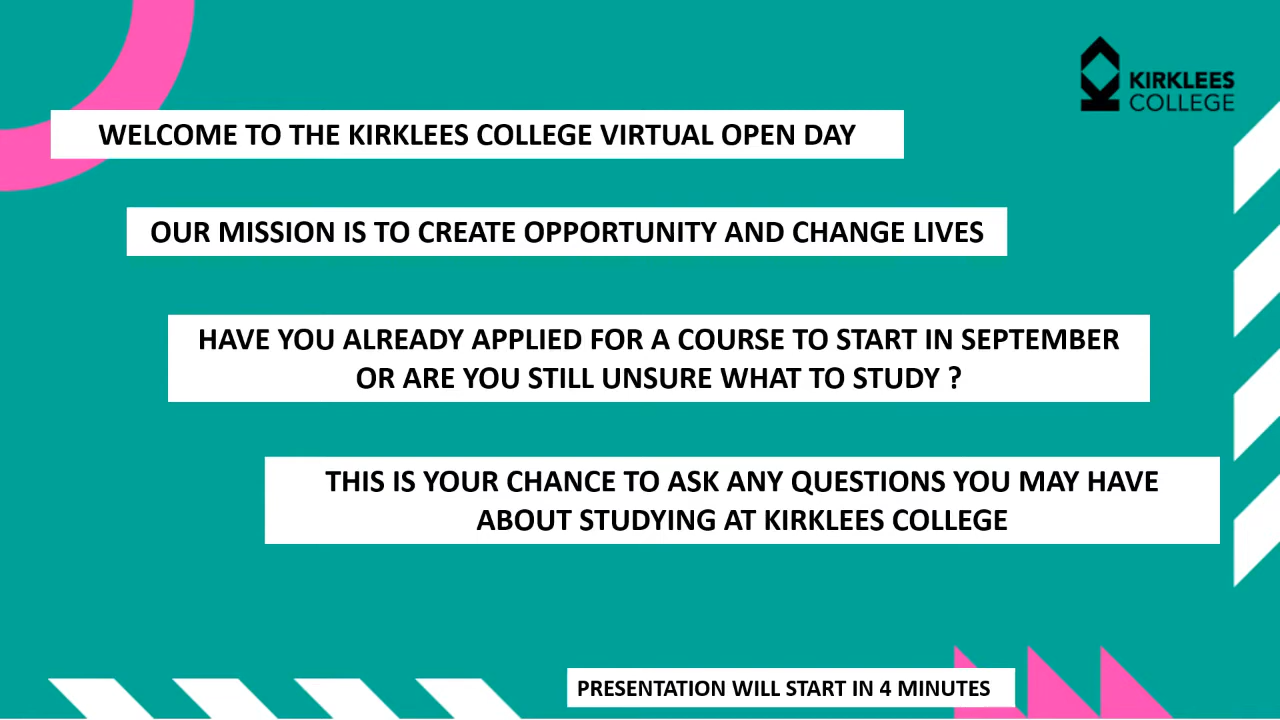 KIRKLEES
COLLEGE
WELCOME TO THE KIRKLEES COLLEGE VIRTUAL OPEN DAY
OUR MISSION IS TO CREATE OPPORTUNITY AND CHANGE LIVES
HAVE YOU ALREADY APPLIED FOR A COURSE TO START IN SEPTEMBER
OR ARE YOU STILL UNSURE WHAT TO STUDY ?
THIS IS YOUR CHANCE TO ASK ANY QUESTIONS YOU MAY HAVE
ABOUT STUDYING AT KIRKLEES COLLEGE
PRESENTATION WILL START IN 4 MINUTES